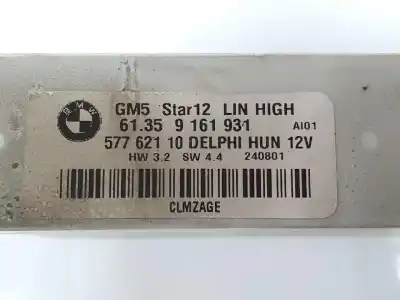 BMW
GM5 Star12 LIN HIGH
61.35 9 161 931 AI01
577 621 10 DELPHI HUN 12V
HW 3.2 SW 4.4 240801
CLMZAGE